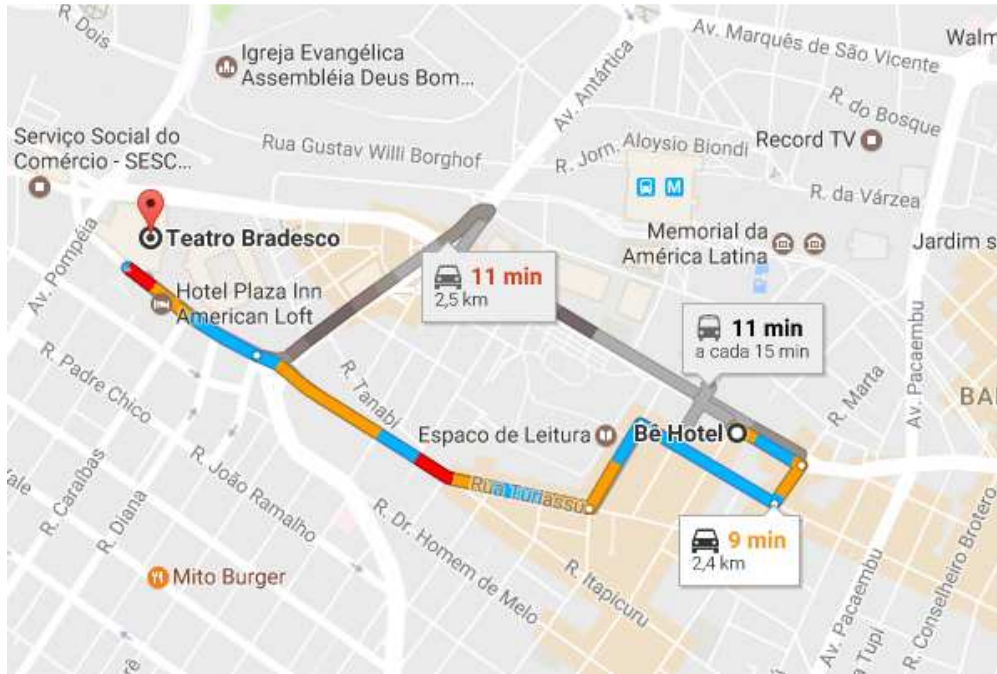 R. Dois
Igreja Evangélica
Assembléia Deus Bom...
Av. Antártica
Av. Marquês de São Vicente
Walm
R. do Bosque
Serviço Social do
Comércio - SESC...
Rua Gustav Willi Borghof
R. Jorn. Aloysio Biondi
Record TV
M
R. da Várzea
Av. Pompéia
Teatro Bradesco
Memorial da
América Latina
Jardim s
11 min
2,5 km
Hotel Plaza Inn
American Loft
11 min
a cada 15 min
Av. Pacaembu
R. Padre Chico
R. Tanabi
R. Marta
BA
Espaco de Leitura
Bê Hotel
R. Caraíbas
R. Diana
R. João Ramalho
Rua Turiassu
R. Dr. Homem de Melo
9 min
2,4 km
R. Itapicuru
Mito Burger
Av. Pacaembu
R. Conselheiro Brotero
a Tupi